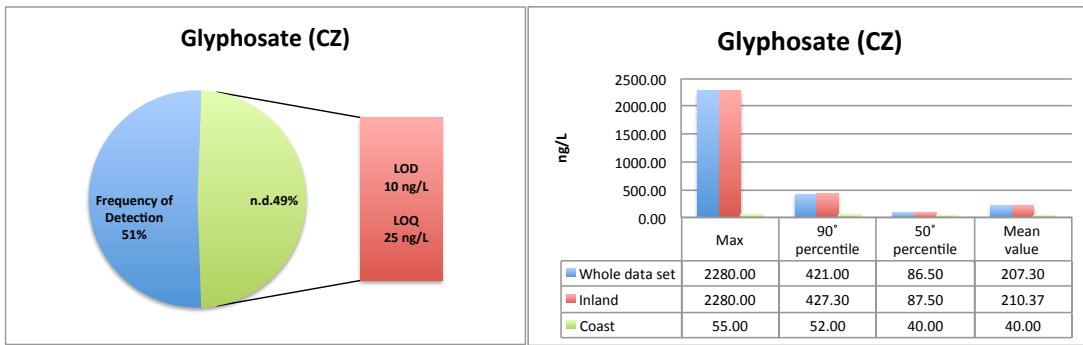 Glyphosate (CZ)
Frequency of
Detection
51%
n.d.49%
LOD
10 ng/L
LOQ
25 ng/L
Glyphosate (CZ)
ng/L
2500.00
2000.00
1500.00
1000.00
500.00
0.00
Max 90˚ percentile 50˚ percentile Mean value
Whole data set 2280.00 421.00 86.50 207.30
Inland 2280.00 427.30 87.50 210.37
Coast 55.00 52.00 40.00 40.00